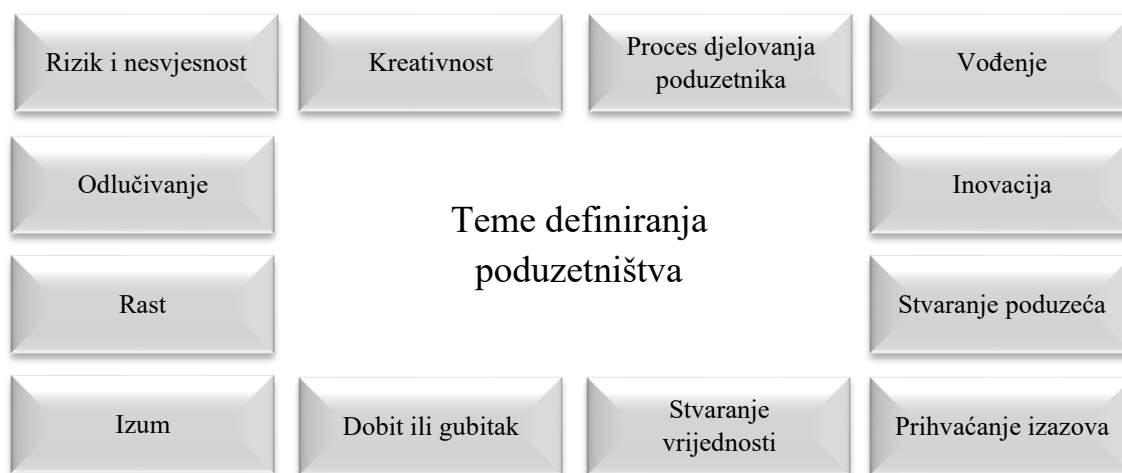 Rizik i nesvjesnost
Kreativnost
Proces djelovanja
poduzetnika
Vođenje
Odlučivanje
Inovacija
Teme definiranja
poduzetništva
Rast
Stvaranje poduzeća
Izum
Dobit ili gubitak
Stvaranje
vrijednosti
Prihvaćanje izazova